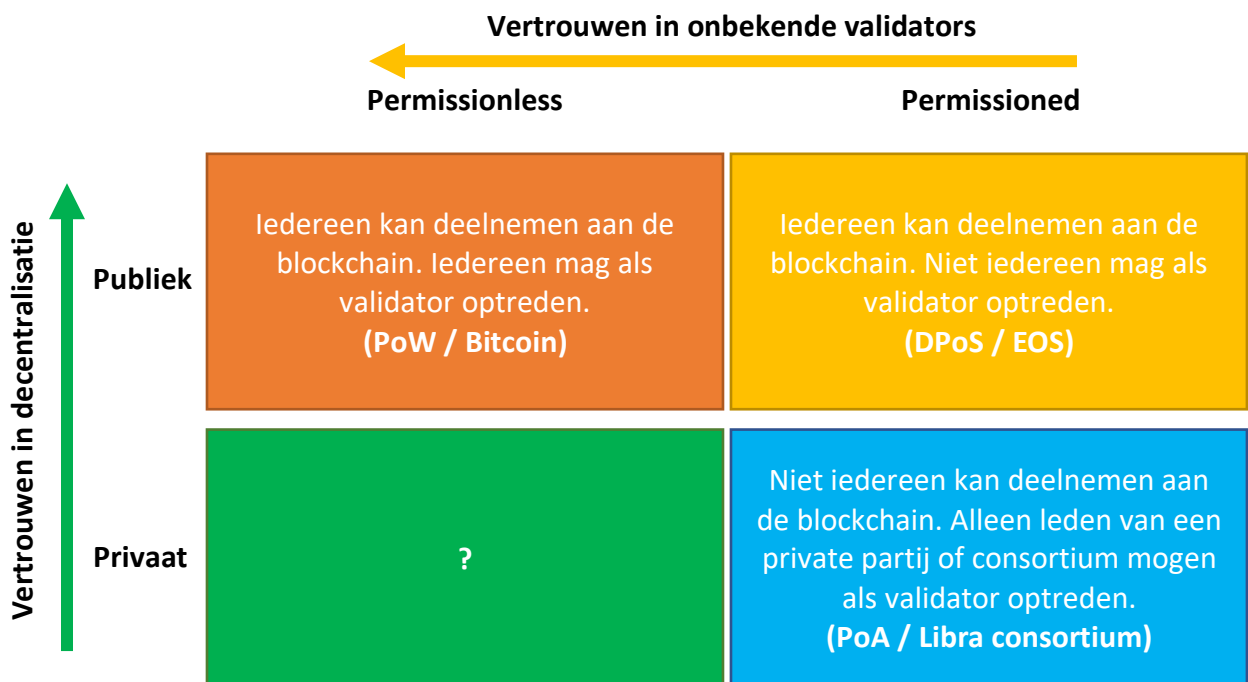 Vertrouwen in onbekende validators
Permissionless
Permissioned
Vertrouwen in decentralisatie
Publiek
Iedereen kan deelnemen aan de
blockchain. Iedereen mag als
validator optreden.
(PoW / Bitcoin)
Iedereen kan deelnemen aan de
blockchain. Niet iedereen mag als
validator optreden.
(DPoS / EOS)
Privaat
?
Niet iedereen kan deelnemen aan
de blockchain. Alleen leden van een
private partij of consortium mogen
als validator optreden.
(PoA / Libra consortium)